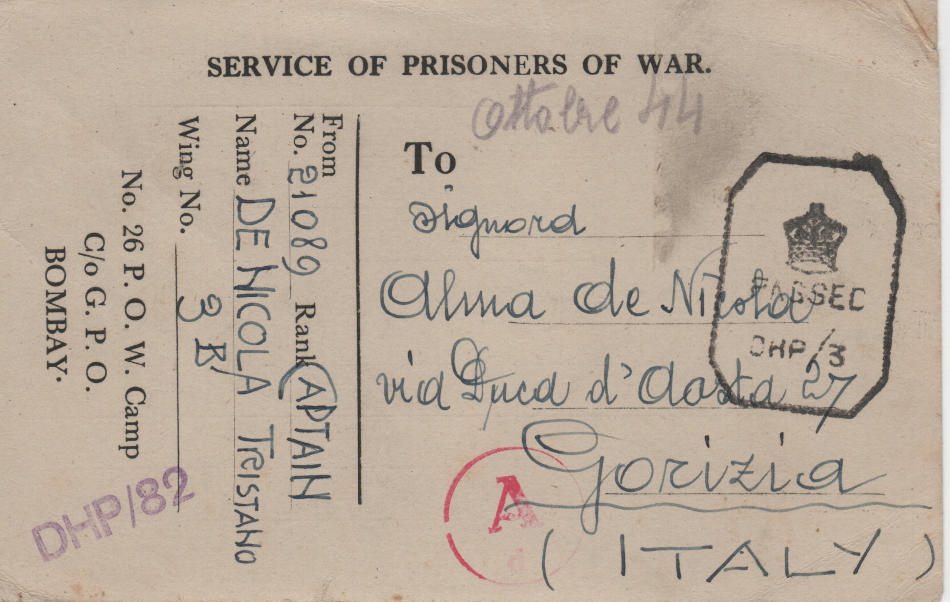 SERVICE OF PRISONERS OF WAR.
Ottobre 44
To
Signora
Alma de Nicola
via Duca d'Aosta 27
Gorizia
(ITALY)
From
No. 21089 Rank CAPTAIN
Name DE NICOLA TRISTANO
Wing No. 3 B
No. 26 P. O. W. Camp
C/o G. P. O.
BOMBAY.
PASSED
DHP/3
DHP/82
A
d